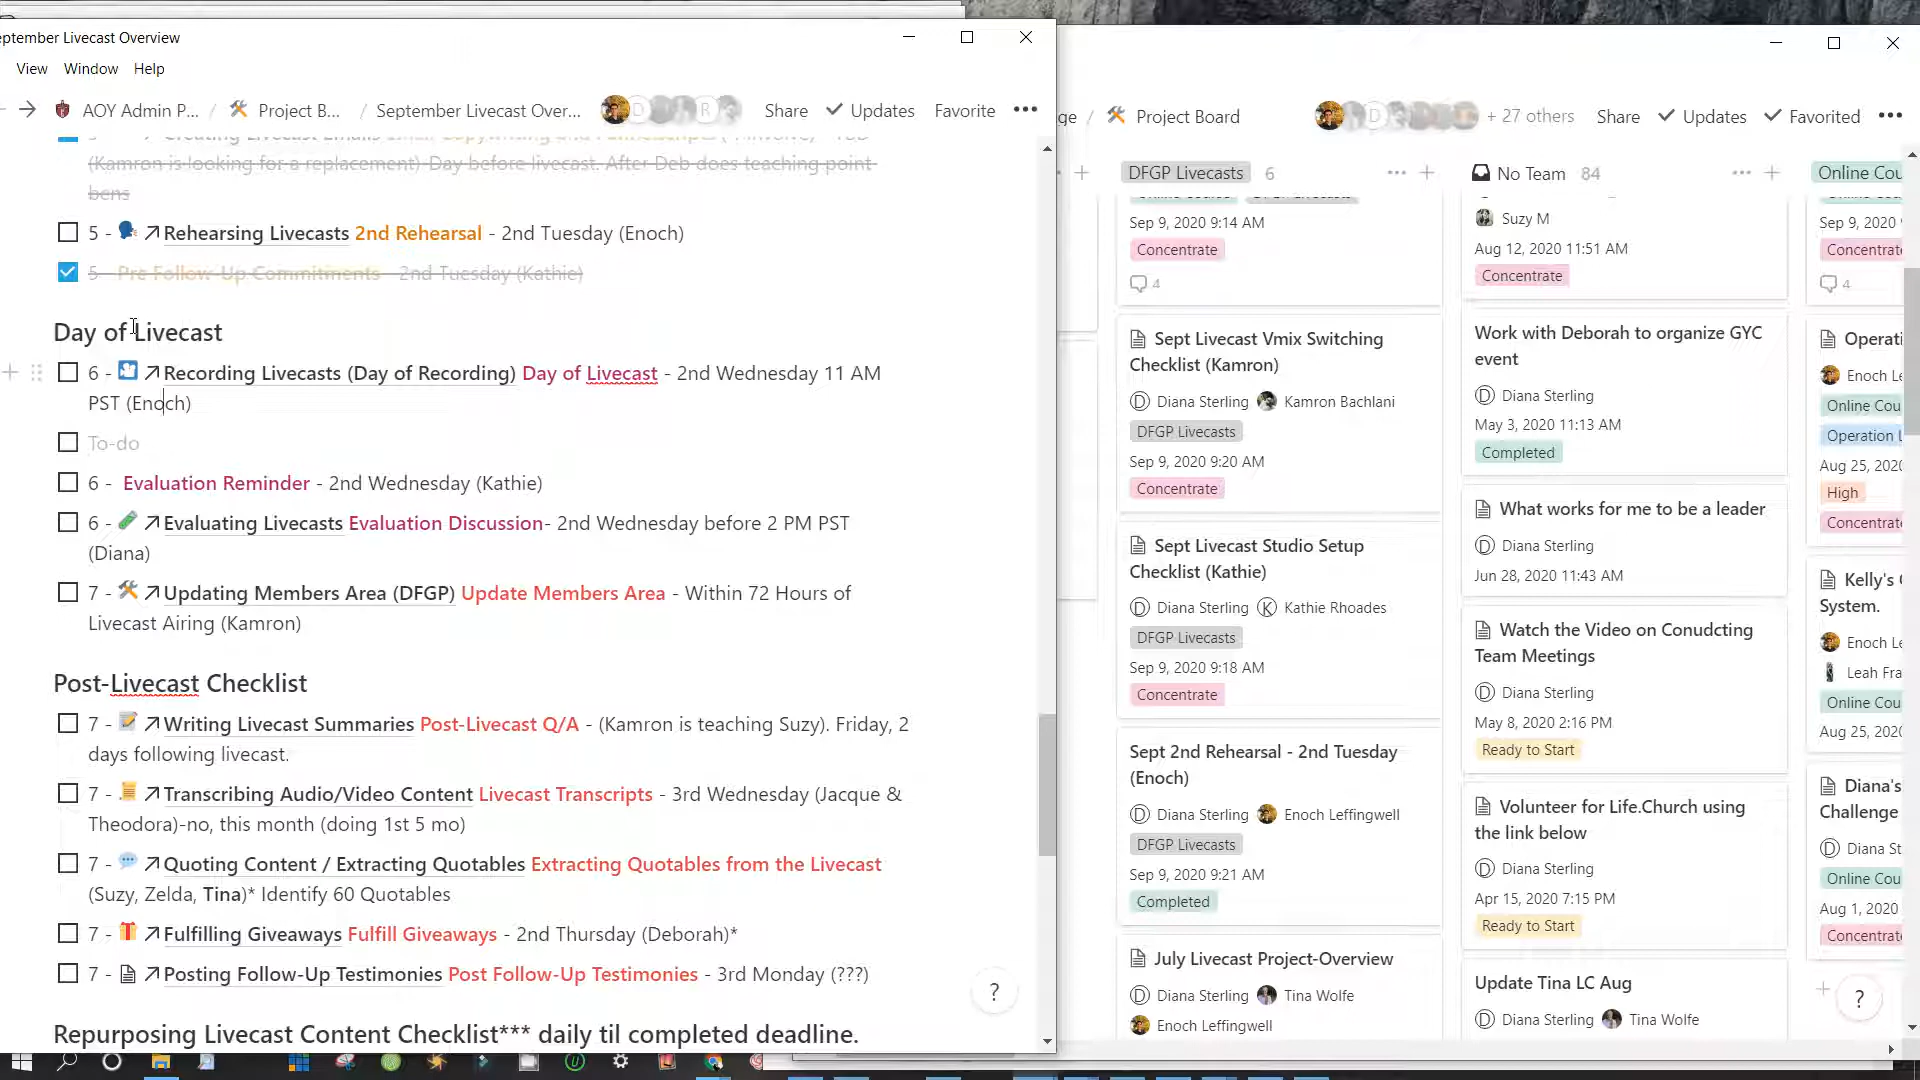 eptember Livecast Overview
View Window Help
AOY Admin P... / Project B... / September Livecast Over... Share Updates Favorite •••
(Kamron is looking for a replacement) Day before livecast. After Deb does teaching point
bens
5 - Rehearsing Livecasts 2nd Rehearsal - 2nd Tuesday (Enoch)
5 - Pre Follow-Up Commitments - 2nd Tuesday (Kathie)
Day of Livecast
6 - Recording Livecasts (Day of Recording) Day of Livecast - 2nd Wednesday 11 AM
PST (Enoch)
To-do
6 - Evaluation Reminder - 2nd Wednesday (Kathie)
6 - Evaluating Livecasts Evaluation Discussion- 2nd Wednesday before 2 PM PST
(Diana)
7 - Updating Members Area (DFGP) Update Members Area - Within 72 Hours of
Livecast Airing (Kamron)
Post-Livecast Checklist
7 - Writing Livecast Summaries Post-Livecast Q/A - (Kamron is teaching Suzy). Friday, 2
days following livecast.
7 - Transcribing Audio/Video Content Livecast Transcripts - 3rd Wednesday (Jacque &
Theodora)-no, this month (doing 1st 5 mo)
7 - Quoting Content / Extracting Quotables Extracting Quotables from the Livecast
(Suzy, Zelda, Tina)* Identify 60 Quotables
7 - Fulfilling Giveaways Fulfill Giveaways - 2nd Thursday (Deborah)*
7 - Posting Follow-Up Testimonies Post Follow-Up Testimonies - 3rd Monday (???)
Repurposing Livecast Content Checklist*** daily til completed deadline.
?
ge / Project Board + 27 others Share Updates Favorited •••
DFGP Livecasts 6 ••• +
Sep 9, 2020 9:14 AM
Concentrate
4
Sept Livecast Vmix Switching
Checklist (Kamron)
Diana Sterling Kamron Bachlani
DFGP Livecasts
Sep 9, 2020 9:20 AM
Concentrate
Sept Livecast Studio Setup
Checklist (Kathie)
Diana Sterling K Kathie Rhoades
DFGP Livecasts
Sep 9, 2020 9:18 AM
Concentrate
Sept 2nd Rehearsal - 2nd Tuesday
(Enoch)
Diana Sterling Enoch Leffingwell
DFGP Livecasts
Sep 9, 2020 9:21 AM
Completed
July Livecast Project-Overview
Diana Sterling Tina Wolfe
Enoch Leffingwell
No Team 84 ••• +
Suzy M
Aug 12, 2020 11:51 AM
Concentrate
Work with Deborah to organize GYC
event
Diana Sterling
May 3, 2020 11:13 AM
Completed
What works for me to be a leader
Diana Sterling
Jun 28, 2020 11:43 AM
Watch the Video on Conudcting
Team Meetings
Diana Sterling
May 8, 2020 2:16 PM
Ready to Start
Volunteer for Life.Church using
the link below
Diana Sterling
Apr 15, 2020 7:15 PM
Ready to Start
Update Tina LC Aug
Diana Sterling Tina Wolfe
Online Cou
Sep 9, 2020
Concentrate
4
Operati
Enoch Le
Online Cou
Operation L
Aug 25, 202
High
Concentrate
Kelly's
System.
Enoch Le
Leah Fra
Online Cou
Aug 25, 202
Diana's
Challenge
Diana St
Online Cou
Aug 1, 2020
Concentrat
?